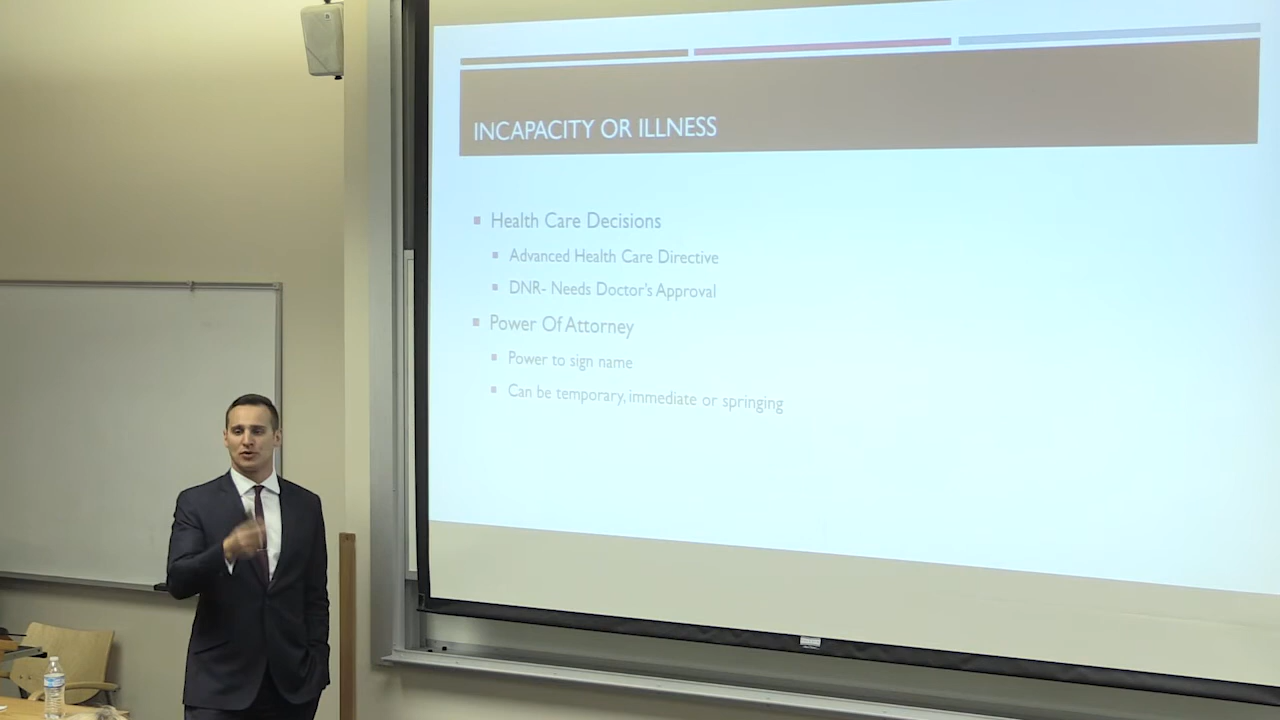 INCAPACITY OR ILLNESS
Health Care Decisions
Advanced Health Care Directive
DNR- Needs Doctor's Approval
Power Of Attorney
Power to sign name
Can be temporary, immediate or springing